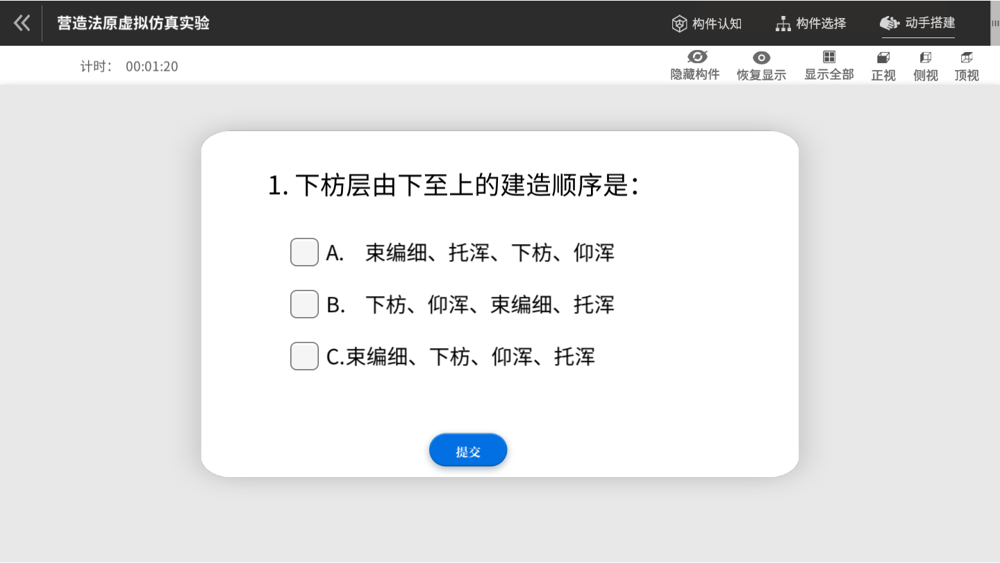 营造法原虚拟仿真实验
构件认知
构件选择
动手搭建
计时： 00:01:20
隐藏构件
恢复显示
显示全部
正视
侧视
顶视
1. 下枋层由下至上的建造顺序是：
A. 束编细、托浑、下枋、仰浑
B. 下枋、仰浑、束编细、托浑
C.束编细、下枋、仰浑、托浑
提交